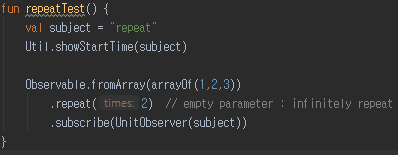 fun repeatTest() {
val subject = "repeat"
Util.showStartTime(subject)
Observable.fromArray(arrayOf(1,2,3))
.repeat( times: 2) // empty parameter : infinitely repeat
.subscribe(UnitObserver(subject))
}